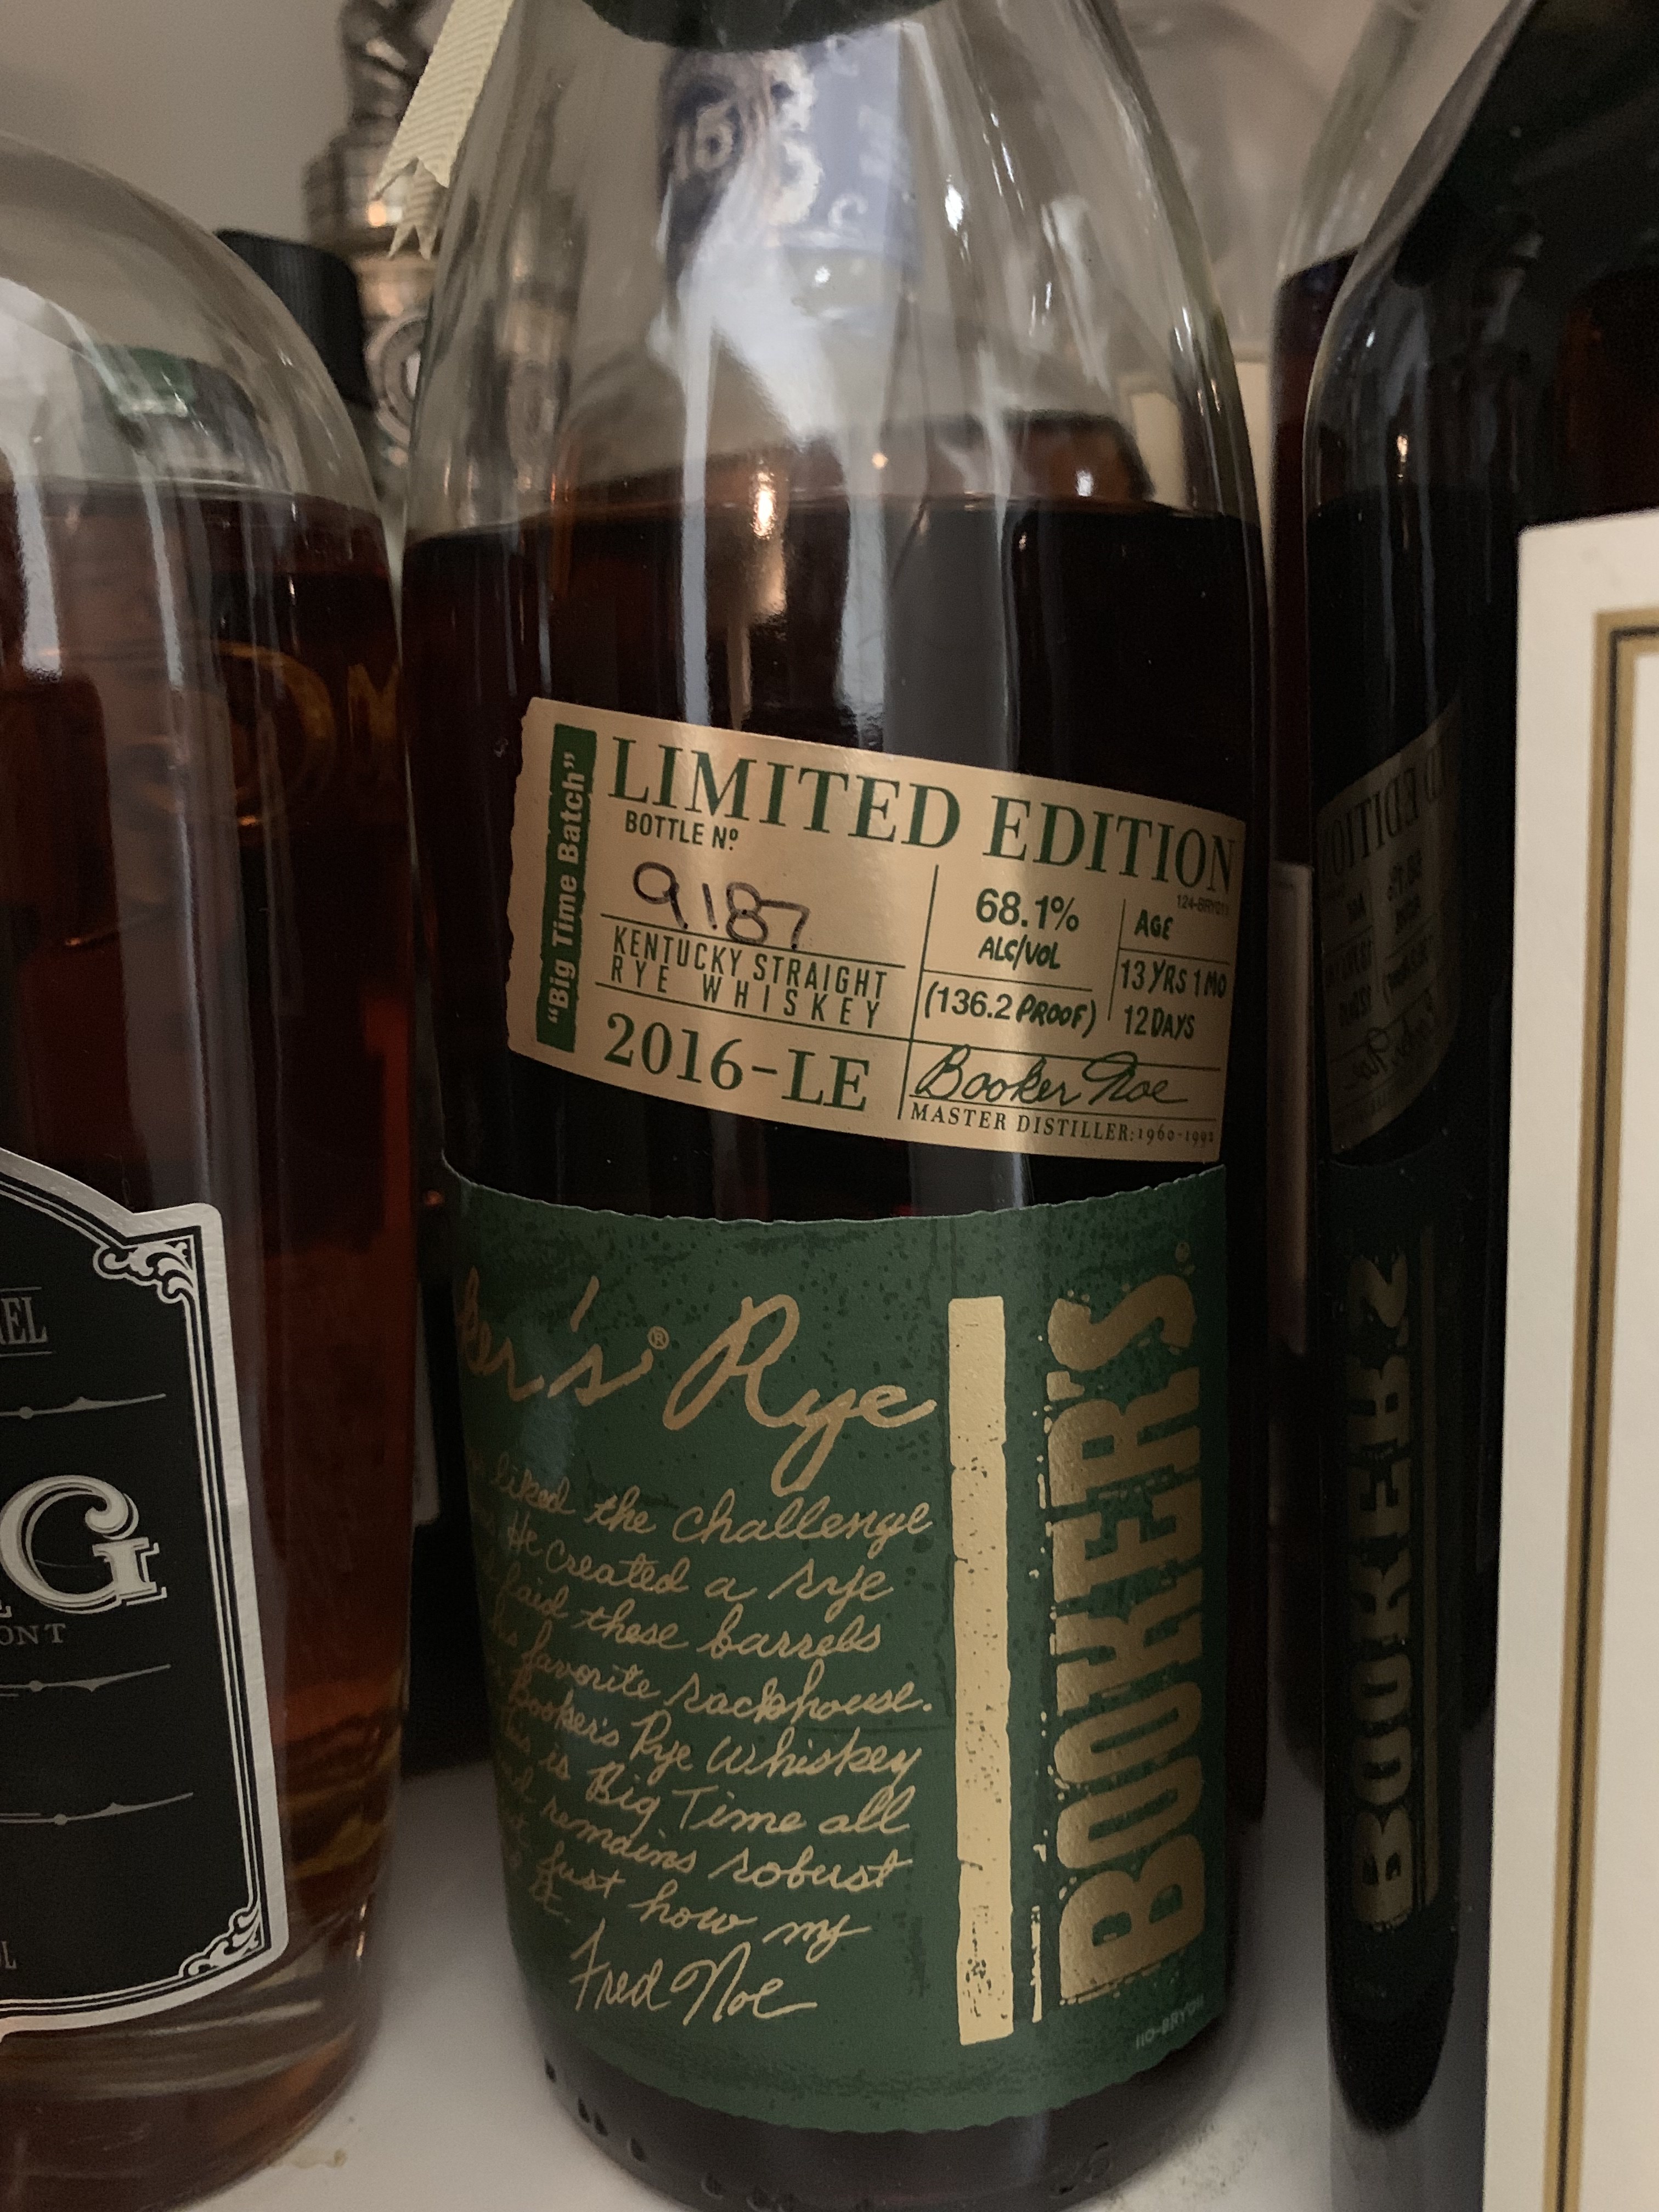 "Big Time Batch"
LIMITED EDITION
BOTTLE Nº
9187
KENTUCKY STRAIGHT
RYE WHISKEY
2016-LE
68.1%
ALC/VOL
(136.2 PROOF)
AGE
13 YRS 1 MO
12 DAYS
Booker Noe
MASTER DISTILLER: 1960-1992
Rye
liked the challenge
He created a rye
laid these barrels
favorite rackhouse.
Booker's Rye Whiskey
is Big Time all
remains robust
just how my
Fred Noe
BOOKER'S®
G